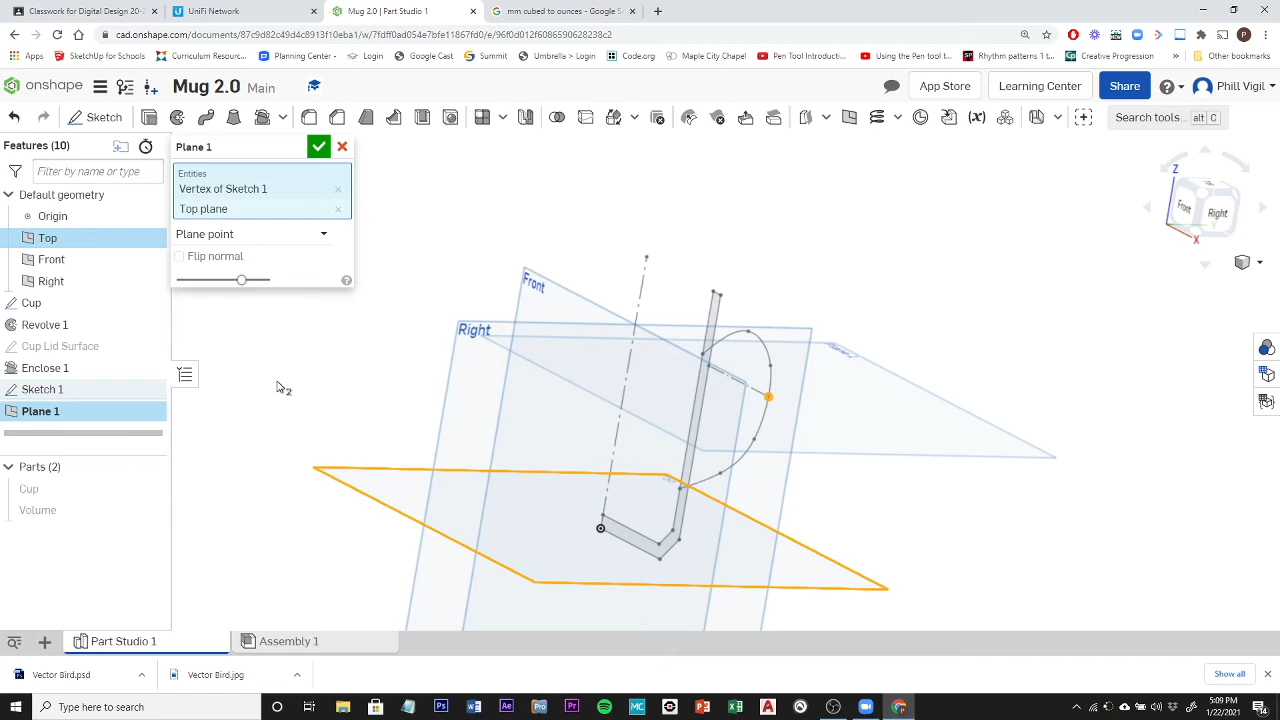 Classwork for Digital Design 20-
UniFi Network
Mug 2.0 | Part Studio 1
mm cubed to ounces - Google Se
cad.onshape.com/documents/87c9d82c49d4c8913f10eba1/w/7fdff0ad054e7bfe11867fd0/e/96f0d012f6086590628238c2
Apps
SketchUp for Schools
Curriculum Resource...
Planning Center
Google Cast
Google Drive
Umbrella > Login
Code.org
Maple City Chapel
Pen Tool Introducti...
Using the Pen tool t...
Rhythm patterns 1 t...
Creative Progression
Other bookmarks
onshape
Mug 2.0 Main
App Store
Learning Center
Share
Phill Vigil
Sketch
Search tools...
alt C
Features (10)
Filter by name or type
Default geometry
Origin
Top
Front
Right
Cup
Revolve 1
Cup Lid Surface
Enclose 1
Sketch 1
Plane 1
Parts (2)
Cup
Volume
Plane 1
Entities
Vertex of Sketch 1
Top plane
Plane point
Flip normal
Front
Right
Z
Front
Right
X
Part Studio 1
Assembly 1
Vector Bird.psd
Vector Bird.jpg
Show all
Type here to search
5:09 PM
1/22/2021